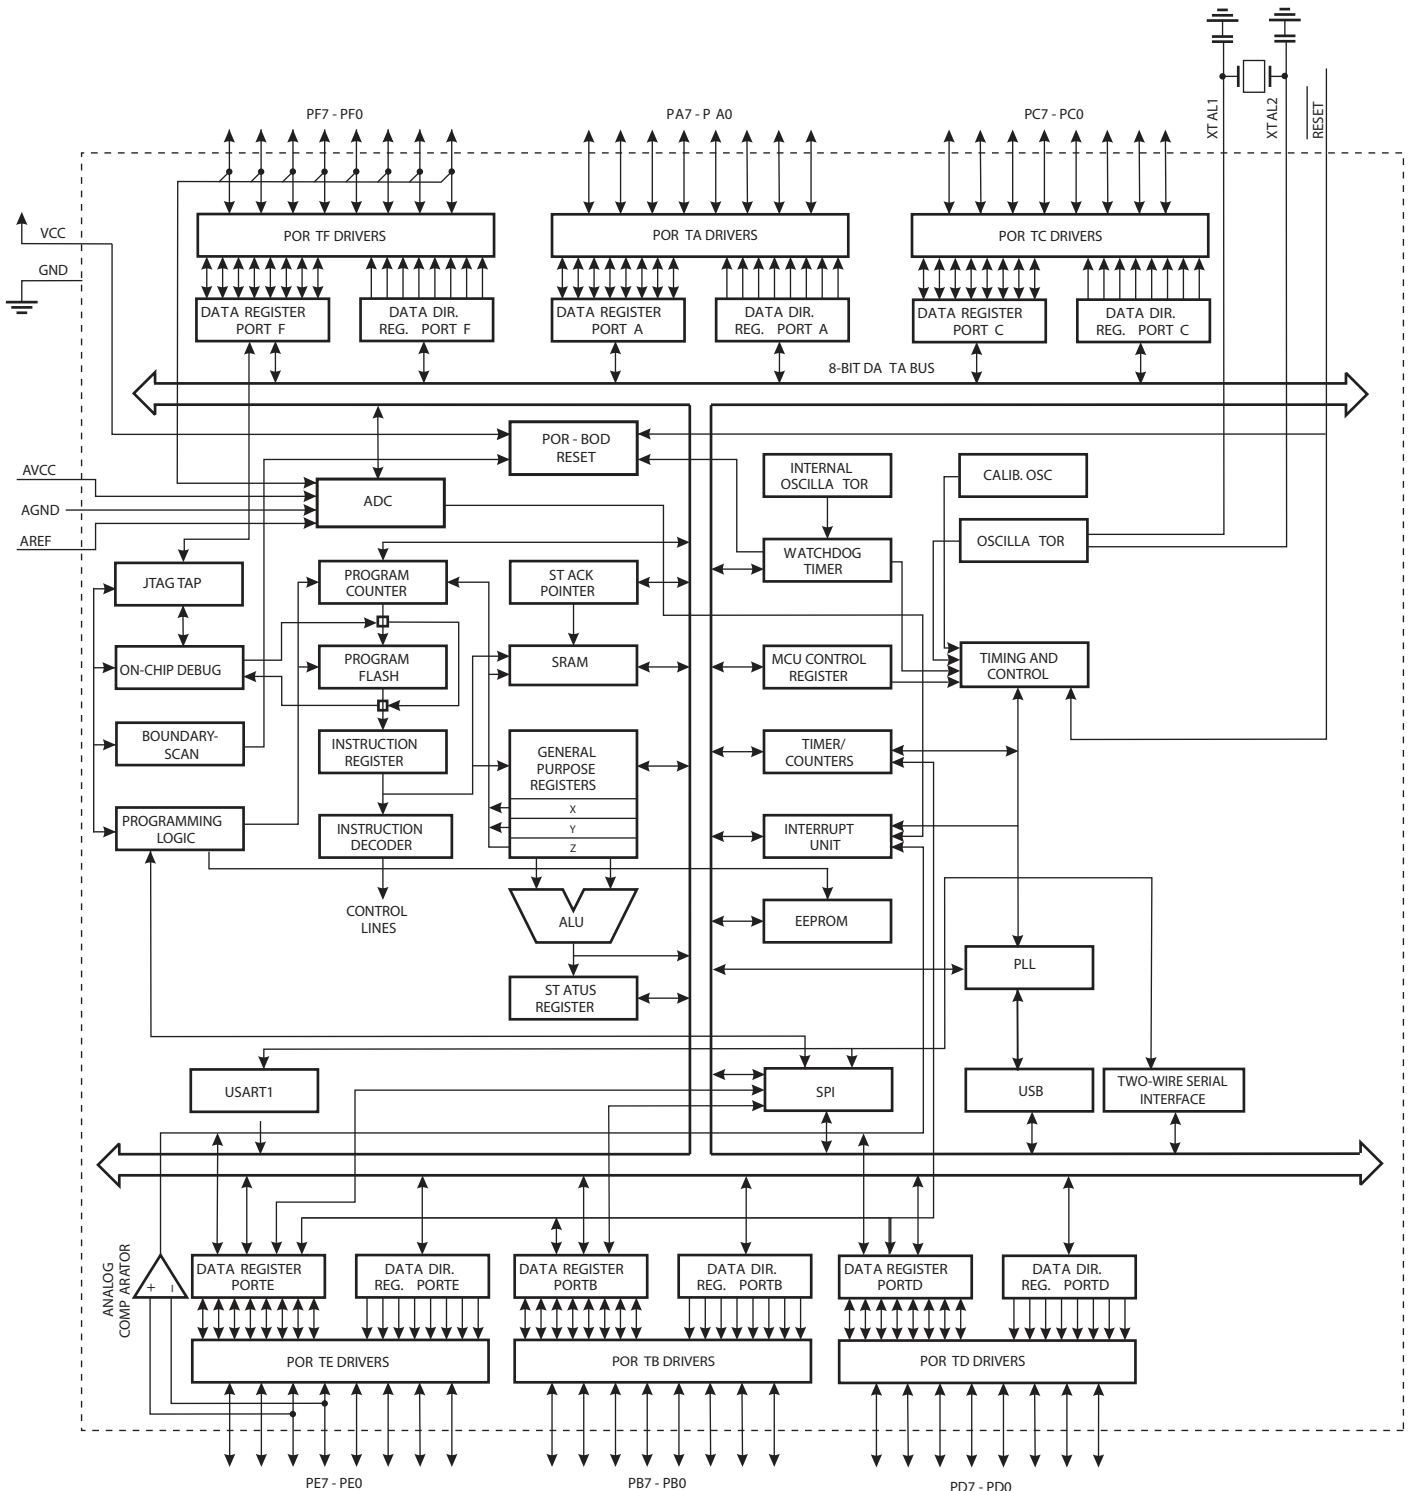 XT AL1
XT AL2
RESET
PF7 - PF0
PA7 - P A0
PC7 - PC0
VCC
GND
POR TF DRIVERS
POR TA DRIVERS
POR TC DRIVERS
DATA REGISTER
PORT F
DATA DIR.
REG. PORT F
DATA REGISTER
PORT A
DATA DIR.
REG. PORT A
DATA REGISTER
PORT C
DATA DIR.
REG. PORT C
8-BIT DA TA BUS
POR - BOD
RESET
INTERNAL
OSCILLA TOR
CALIB. OSC
AVCC
AGND
AREF
ADC
OSCILLA TOR
WATCHDOG
TIMER
JTAG TAP
PROGRAM
COUNTER
ST ACK
POINTER
ON-CHIP DEBUG
PROGRAM
FLASH
SRAM
MCU CONTROL
REGISTER
TIMING AND
CONTROL
BOUNDARY-
SCAN
INSTRUCTION
REGISTER
GENERAL
PURPOSE
REGISTERS
X
Y
Z
TIMER/
COUNTERS
PROGRAMMING
LOGIC
INSTRUCTION
DECODER
INTERRUPT
UNIT
CONTROL
LINES
ALU
EEPROM
PLL
ST ATUS
REGISTER
USART1
SPI
USB
TWO-WIRE SERIAL
INTERFACE
ANALOG
COMP ARATOR
+
–
DATA REGISTER
PORTE
DATA DIR.
REG. PORTE
DATA REGISTER
PORTB
DATA DIR.
REG. PORTB
DATA REGISTER
PORTD
DATA DIR.
REG. PORTD
POR TE DRIVERS
POR TB DRIVERS
POR TD DRIVERS
PE7 - PE0
PB7 - PB0
PD7 - PD0